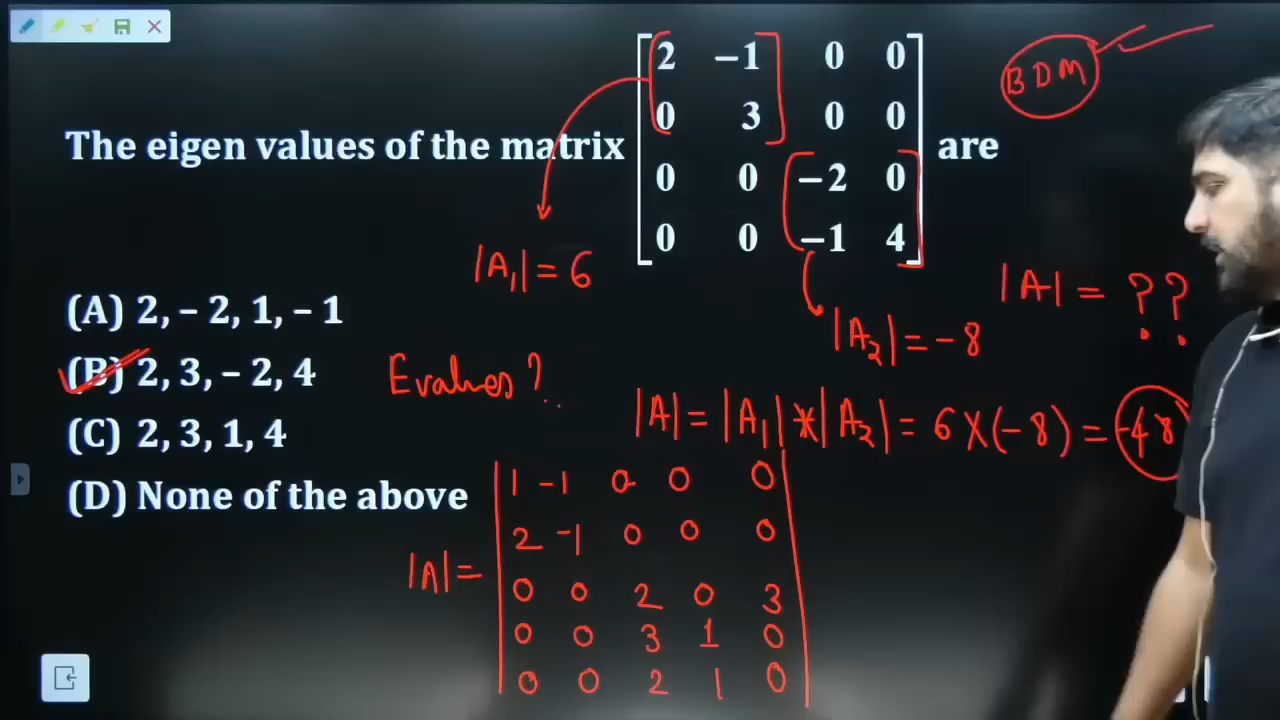 2 −1 0 0
BDM
0 3 0 0
The eigen values of the matrix are
0 0 −2 0
0 0 −1 4
|A₁| = 6
|A| = ??
(A) 2, – 2, 1, – 1
|A₂| = −8
(B) 2, 3, – 2, 4
Evalues ?
|A| = |A₁| * |A₂| = 6 X (−8) = −48
(C) 2, 3, 1, 4
(D) None of the above
|A| =
1 −1 0 0 0
2 −1 0 0 0
0 0 2 0 3
0 0 3 1 0
0 0 2 1 0